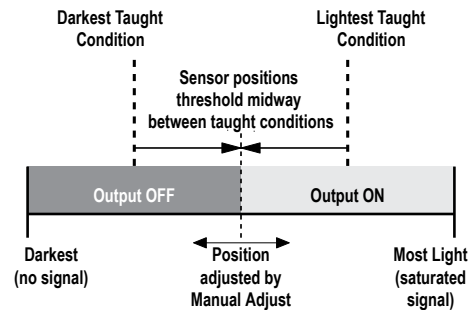 Darkest Taught
Condition
Lightest Taught
Condition
Sensor positions
threshold midway
between taught conditions
Output OFF
Output ON
Darkest
(no signal)
Position
adjusted by
Manual Adjust
Most Light
(saturated
signal)